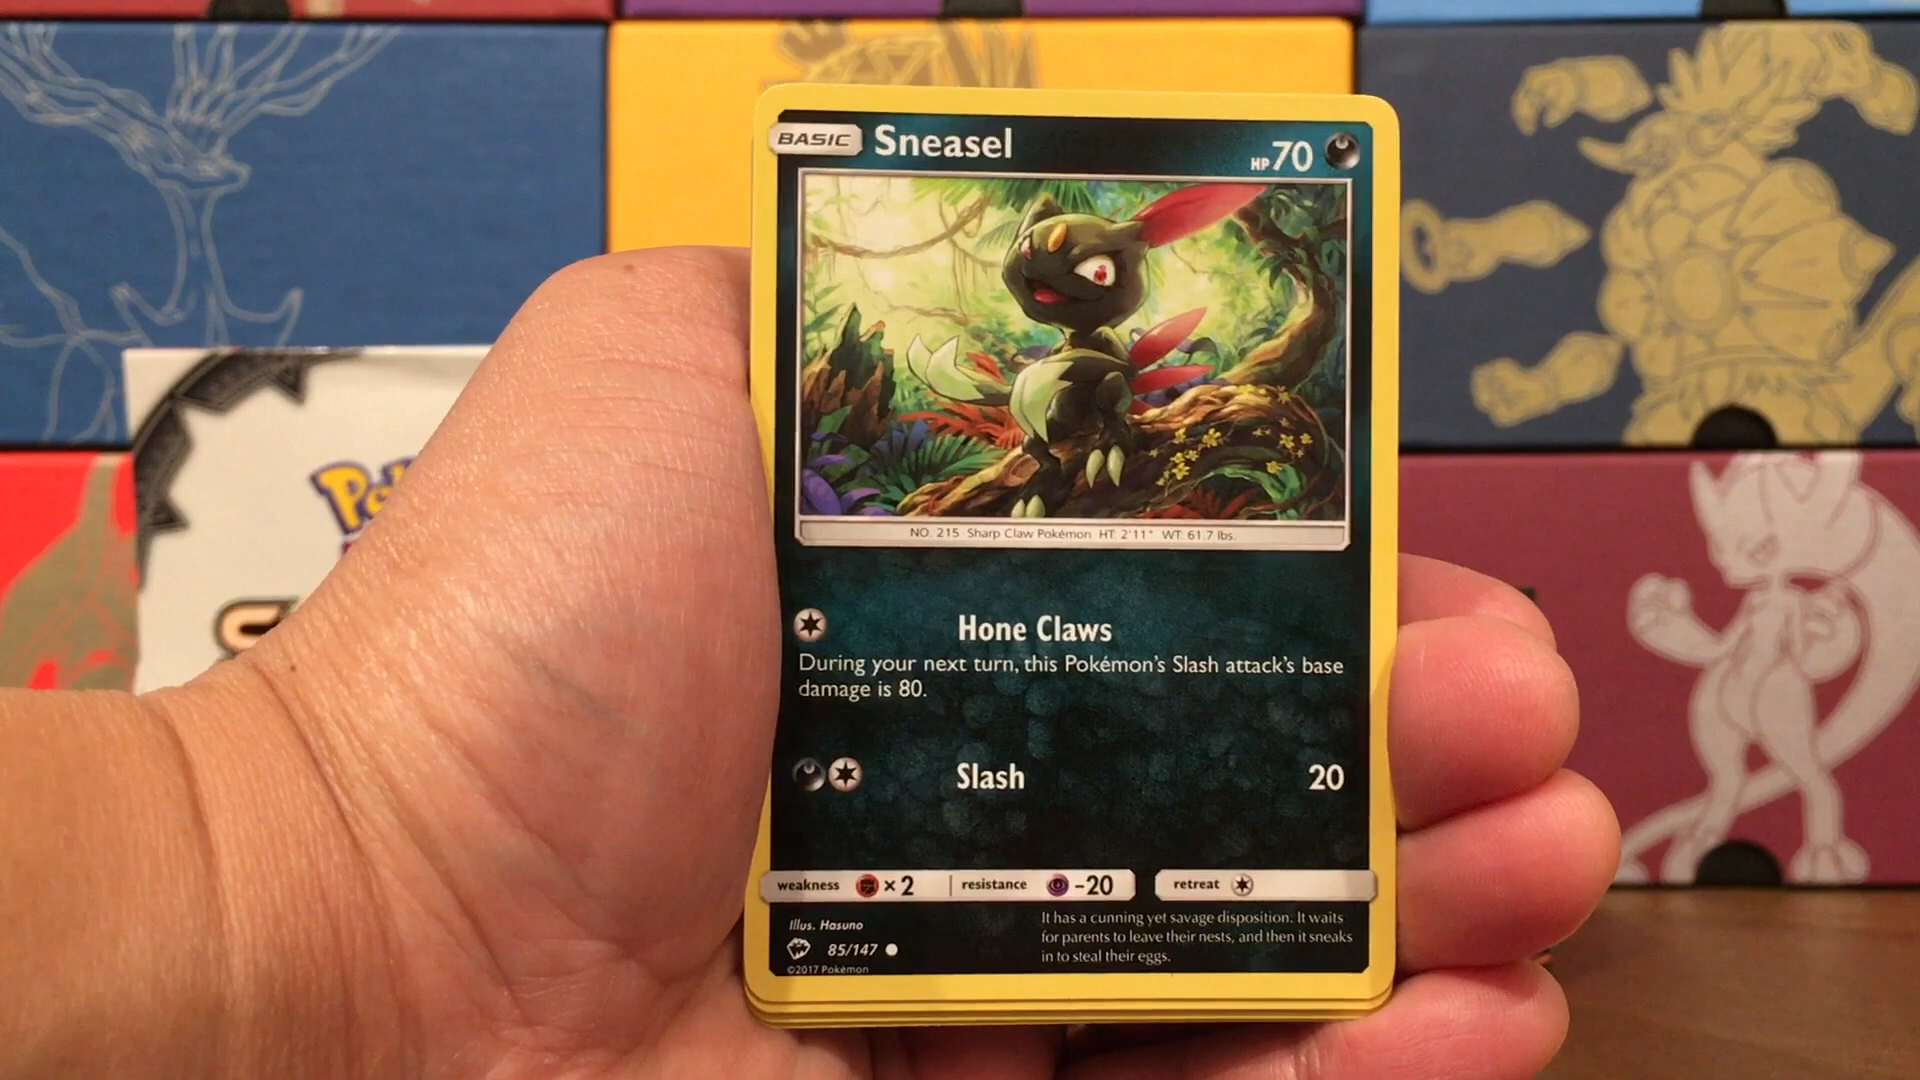 BASIC Sneasel HP 70
NO. 215 Sharp Claw Pokémon HT: 2'11" WT: 61.7 lbs.
Hone Claws
During your next turn, this Pokémon's Slash attack's base
damage is 80.
Slash 20
weakness ×2 resistance -20 retreat
Illus. Hasuno
85/147
©2017 Pokémon
It has a cunning yet savage disposition. It waits
for parents to leave their nests, and then it sneaks
in to steal their eggs.